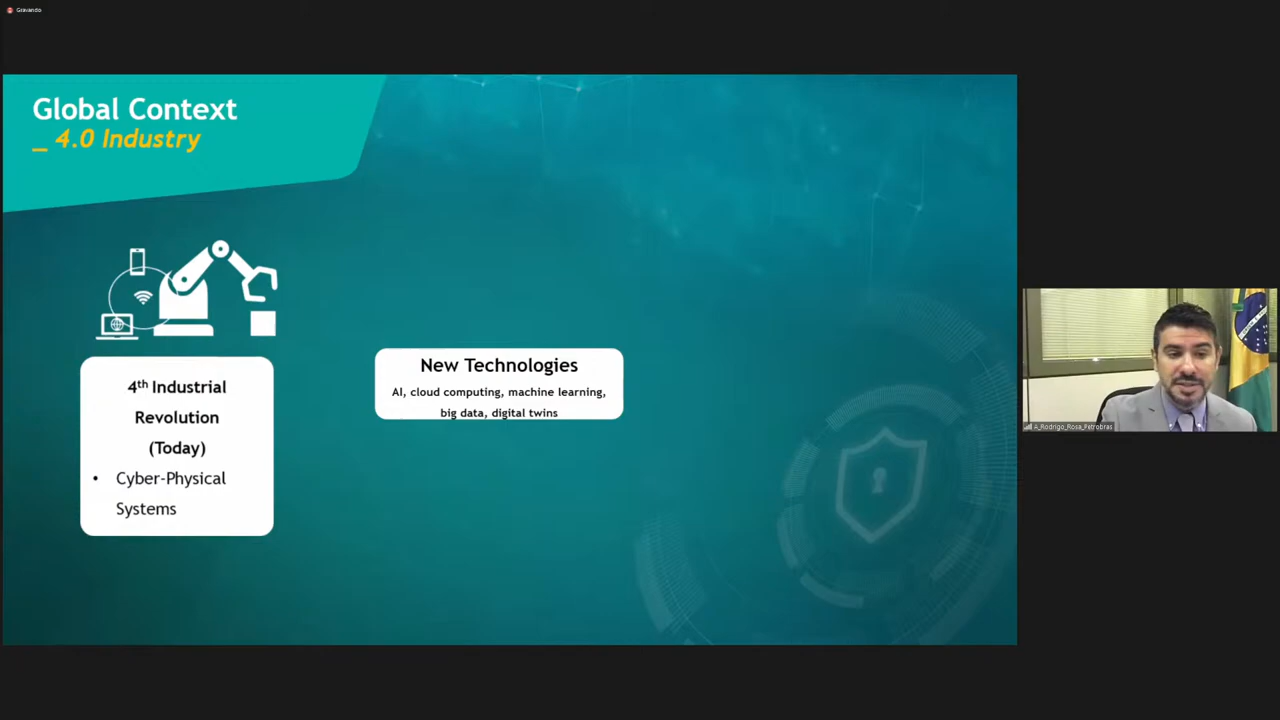 Gravando
Global Context
_ 4.0 Industry
4th Industrial
Revolution
(Today)
• Cyber-Physical
Systems
New Technologies
AI, cloud computing, machine learning,
big data, digital twins
A_Rodrigo_Rosa_Petrobras